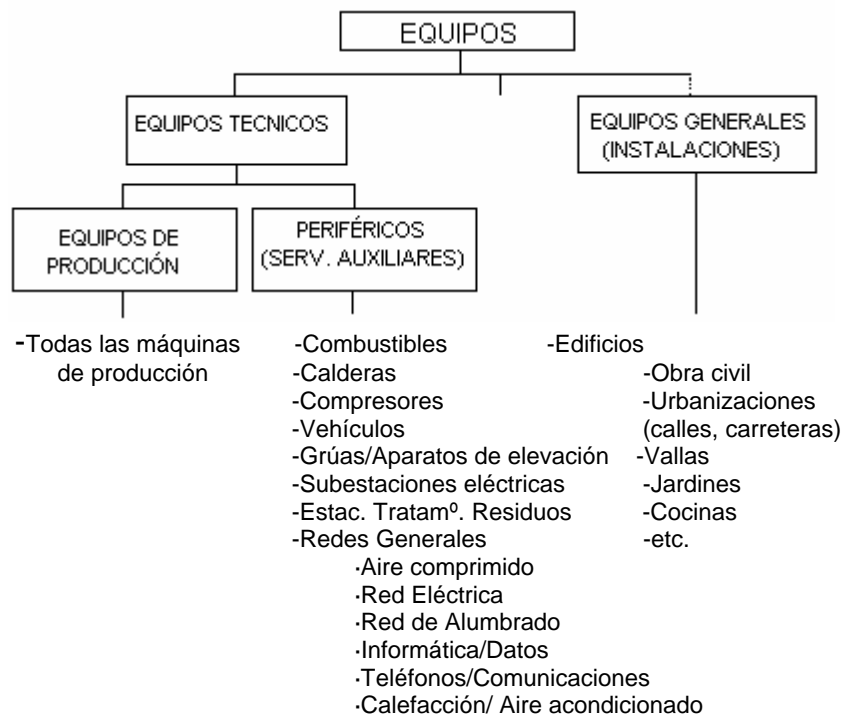 EQUIPOS
EQUIPOS TECNICOS
EQUIPOS GENERALES
(INSTALACIONES)
EQUIPOS DE
PRODUCCIÓN
PERIFÉRICOS
(SERV. AUXILIARES)
-Todas las máquinas
de producción
-Combustibles
-Calderas
-Compresores
-Vehículos
-Grúas/Aparatos de elevación
-Subestaciones eléctricas
-Estac. Tratamº. Residuos
-Redes Generales
·Aire comprimido
·Red Eléctrica
·Red de Alumbrado
·Informática/Datos
·Teléfonos/Comunicaciones
·Calefacción/ Aire acondicionado
-Edificios
-Obra civil
-Urbanizaciones
(calles, carreteras)
-Vallas
-Jardines
-Cocinas
-etc.